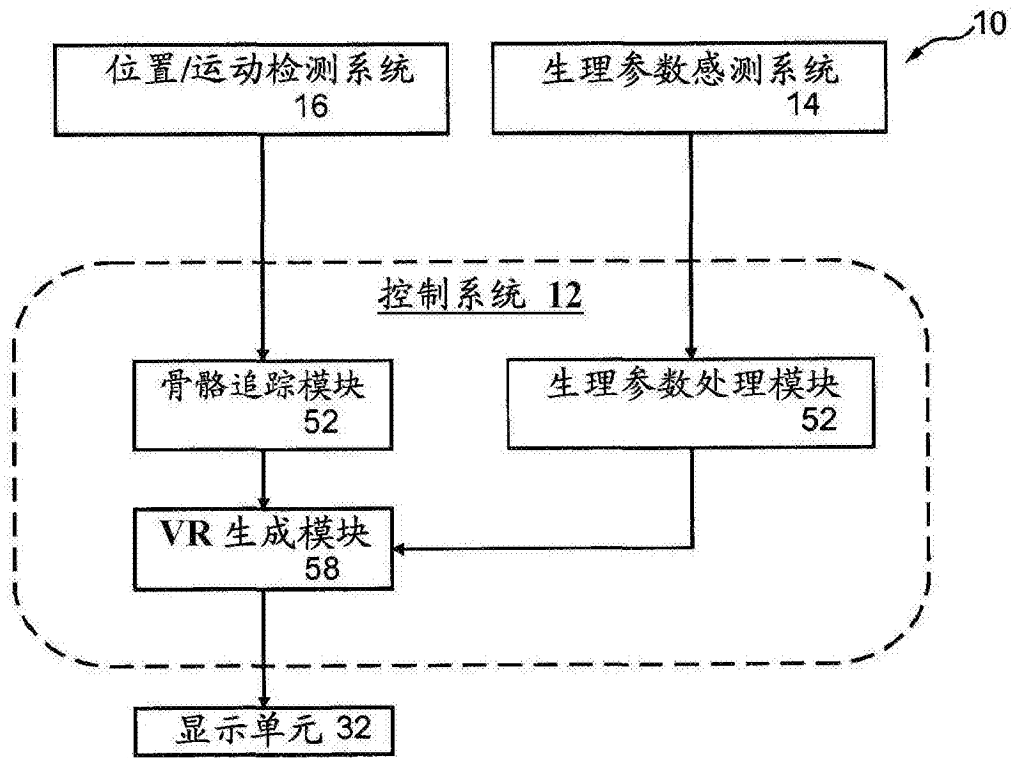 10
位置/运动检测系统
16
生理参数感测系统
14
控制系统 12
骨骼追踪模块
52
生理参数处理模块
52
VR 生成模块
58
显示单元 32